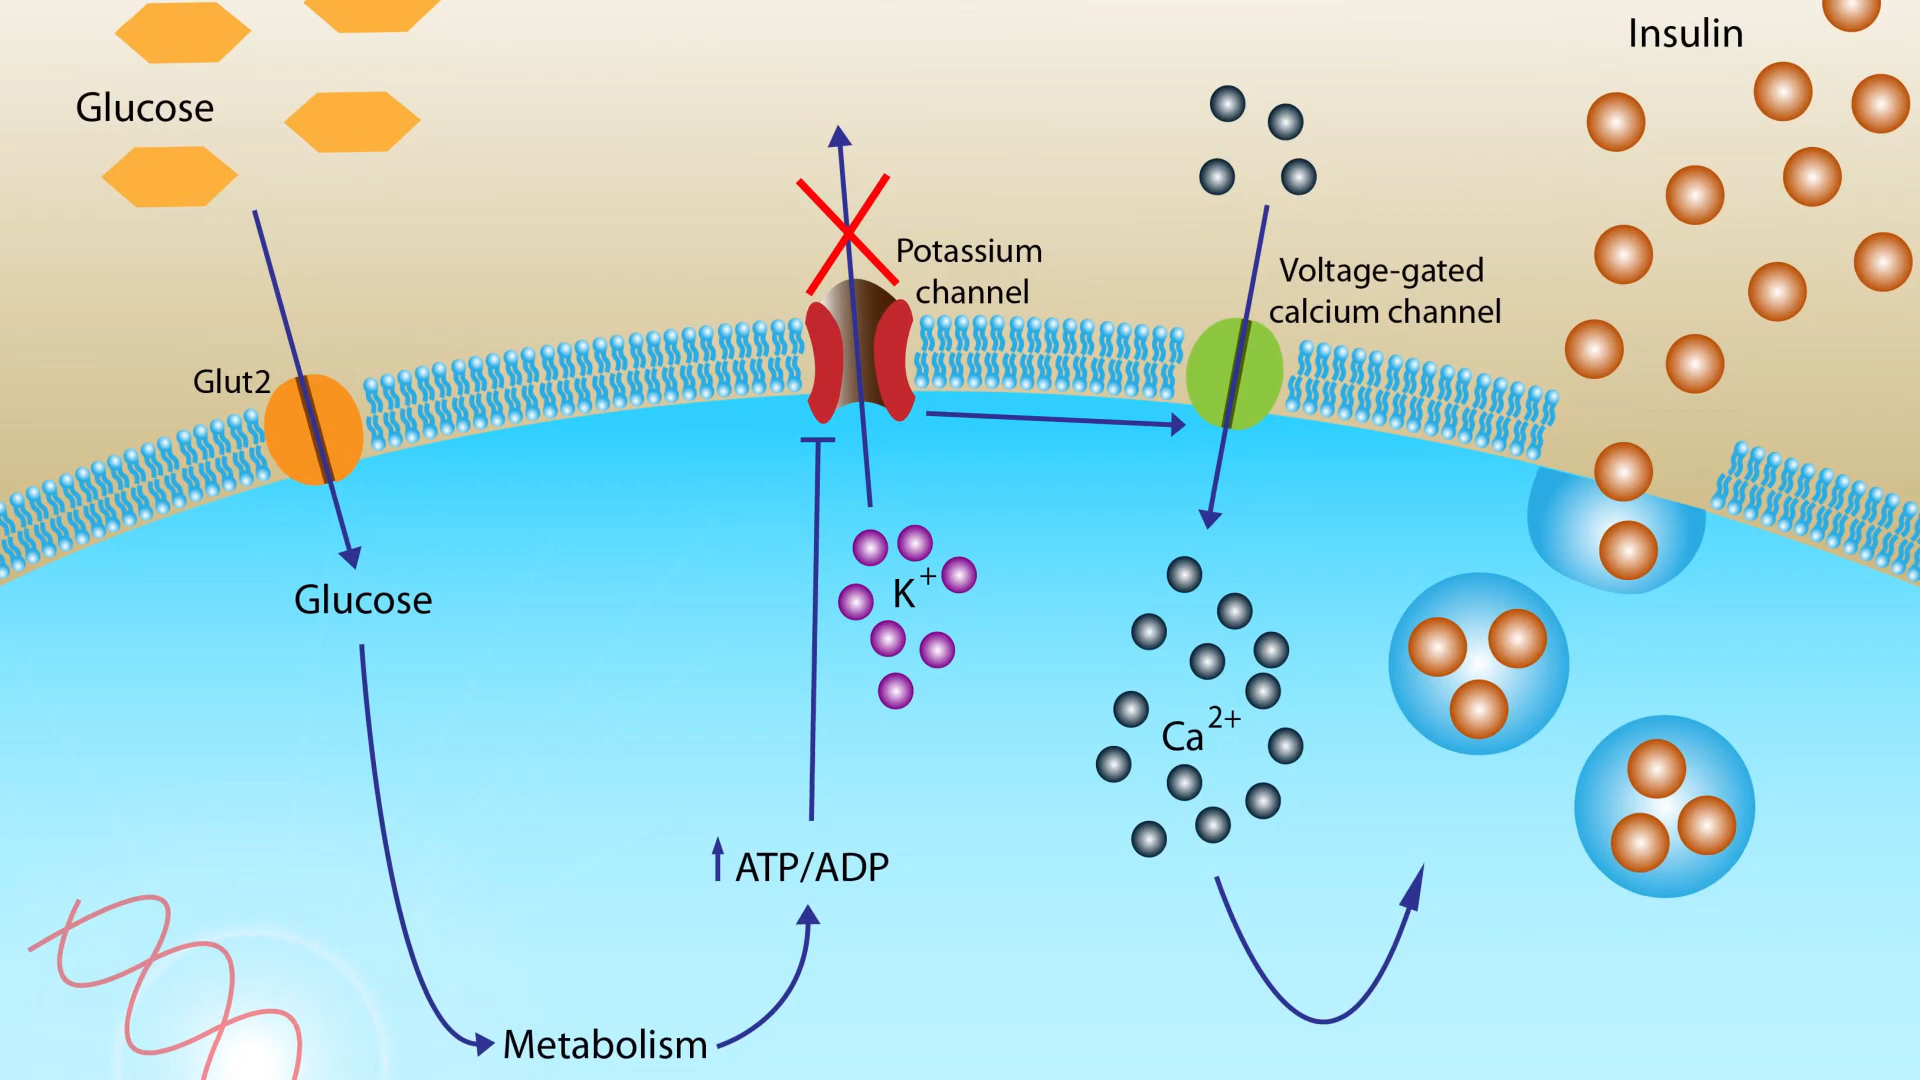 Insulin
Glucose
Potassium
channel
Voltage-gated
calcium channel
Glut2
K+
Glucose
Ca2+
ATP/ADP
Metabolism